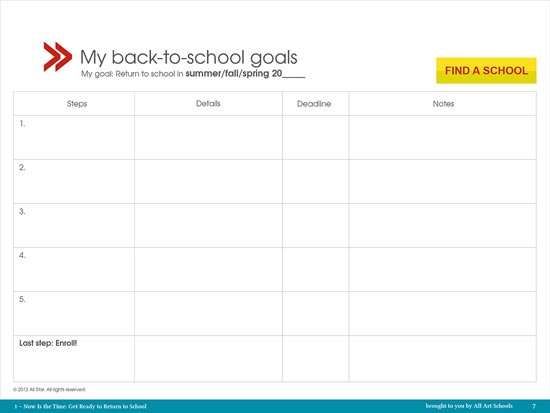 My back-to-school goals
My goal: Return to school in summer/fall/spring 20_____
FIND A SCHOOL
Steps Details Deadline Notes
1.
2.
3.
4.
5.
Last step: Enroll!
© 2012 All Star. All rights reserved.
1 – Now Is the Time: Get Ready to Return to School brought to you by All Art Schools 7